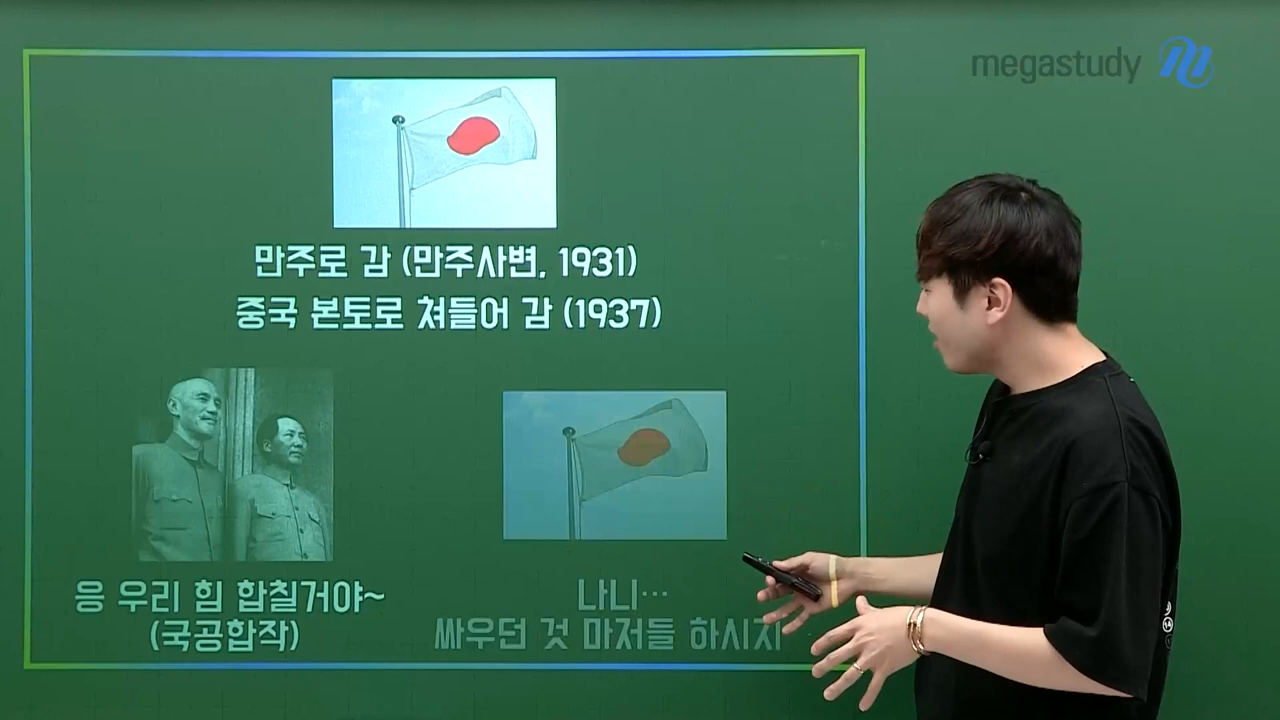 megastudy
만주로 감 (만주사변, 1931)
중국 본토로 쳐들어 감 (1937)
응 우리 힘 합칠거야~
(국공합작)
나니…
싸우던 것 마저들 하시지